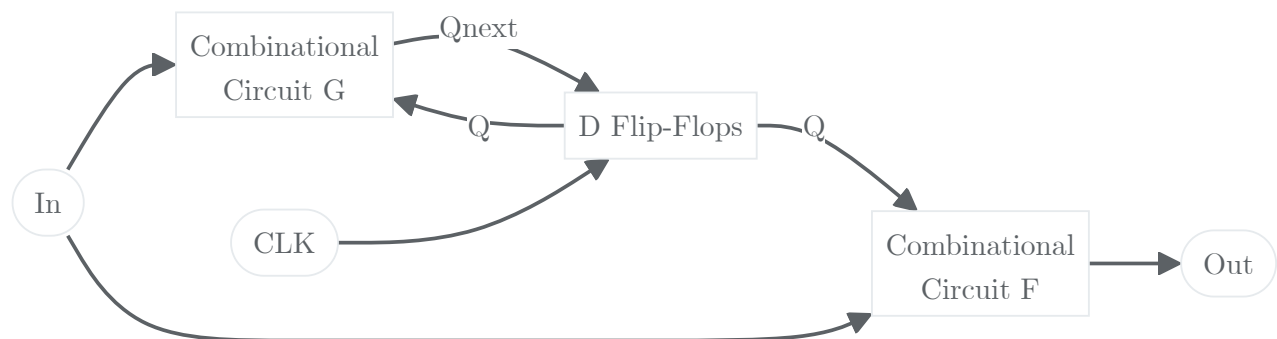 Qnext
Combinational
Circuit G
Q
D Flip-Flops
Q
In
CLK
Combinational
Circuit F
Out